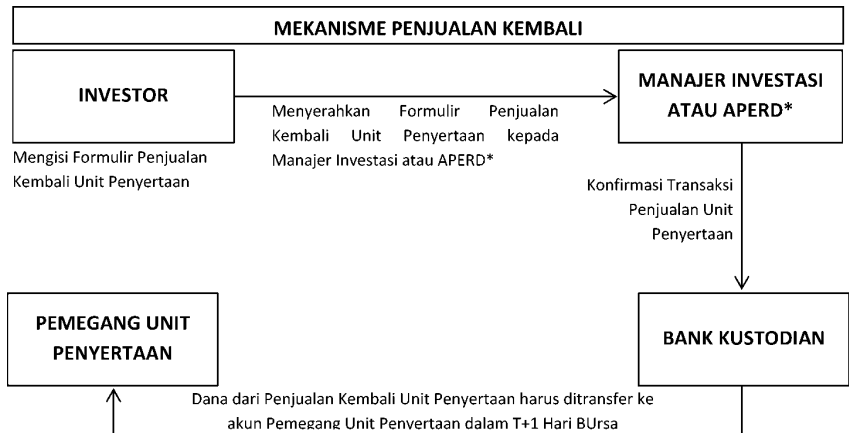 MEKANISME PENJUALAN KEMBALI
INVESTOR
MANAJER INVESTASI
ATAU APERD*
Menyerahkan Formulir Penjualan
Kembali Unit Penyertaan kepada
Manajer Investasi atau APERD*
Mengisi Formulir Penjualan
Kembali Unit Penyertaan
Konfirmasi Transaksi
Penjualan Unit
Penyertaan
PEMEGANG UNIT
PENYERTAAN
BANK KUSTODIAN
Dana dari Penjualan Kembali Unit Penyertaan harus ditransfer ke
akun Pemegang Unit Penyertaan dalam T+1 Hari BUrsa